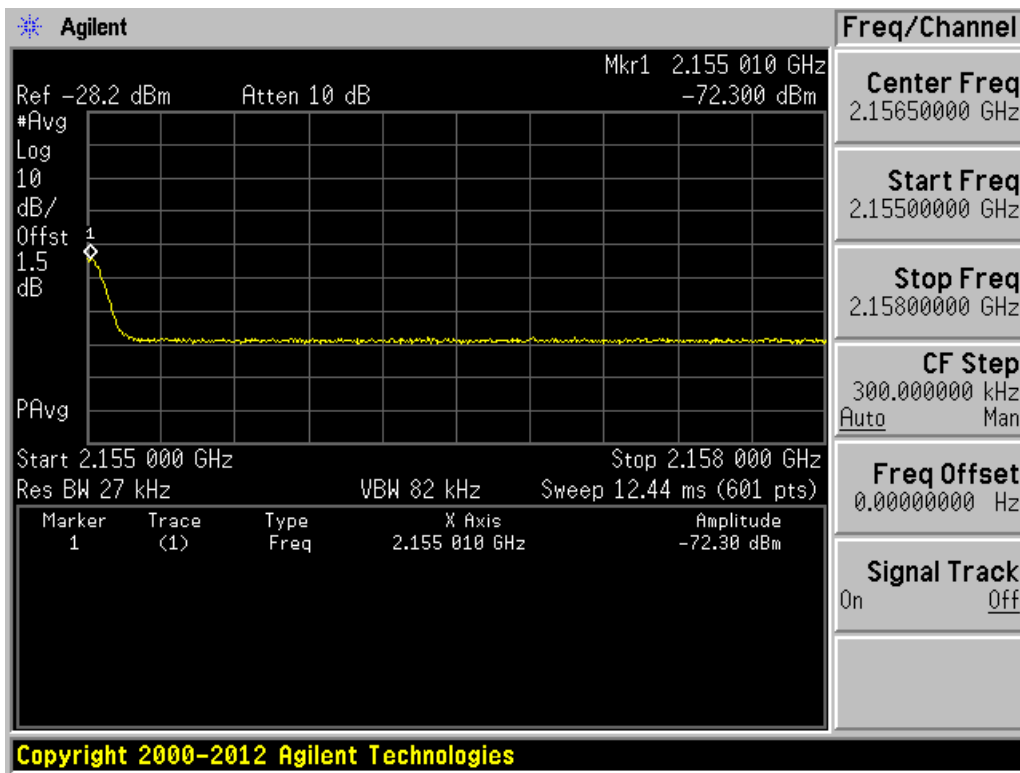 Agilent
Freq/Channel
Mkr1 2.155 010 GHz
Ref -28.2 dBm Atten 10 dB -72.300 dBm
#Avg
Log
10
dB/
Offst
1.5
dB
1
PAvg
Start 2.155 000 GHz Stop 2.158 000 GHz
Res BW 27 kHz VBW 82 kHz Sweep 12.44 ms (601 pts)
Marker Trace Type X Axis Amplitude
1 (1) Freq 2.155 010 GHz -72.30 dBm
Center Freq
2.15650000 GHz
Start Freq
2.15500000 GHz
Stop Freq
2.15800000 GHz
CF Step
300.000000 kHz
Auto Man
Freq Offset
0.00000000 Hz
Signal Track
On Off
Copyright 2000-2012 Agilent Technologies